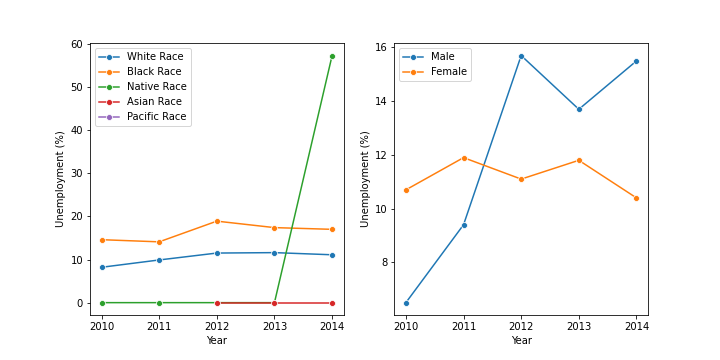 60
50
40
30
20
10
0
Unemployment (%)
White Race
Black Race
Native Race
Asian Race
Pacific Race
2010 2011 2012 2013 2014
Year
16
14
12
10
8
Unemployment (%)
Male
Female
2010 2011 2012 2013 2014
Year